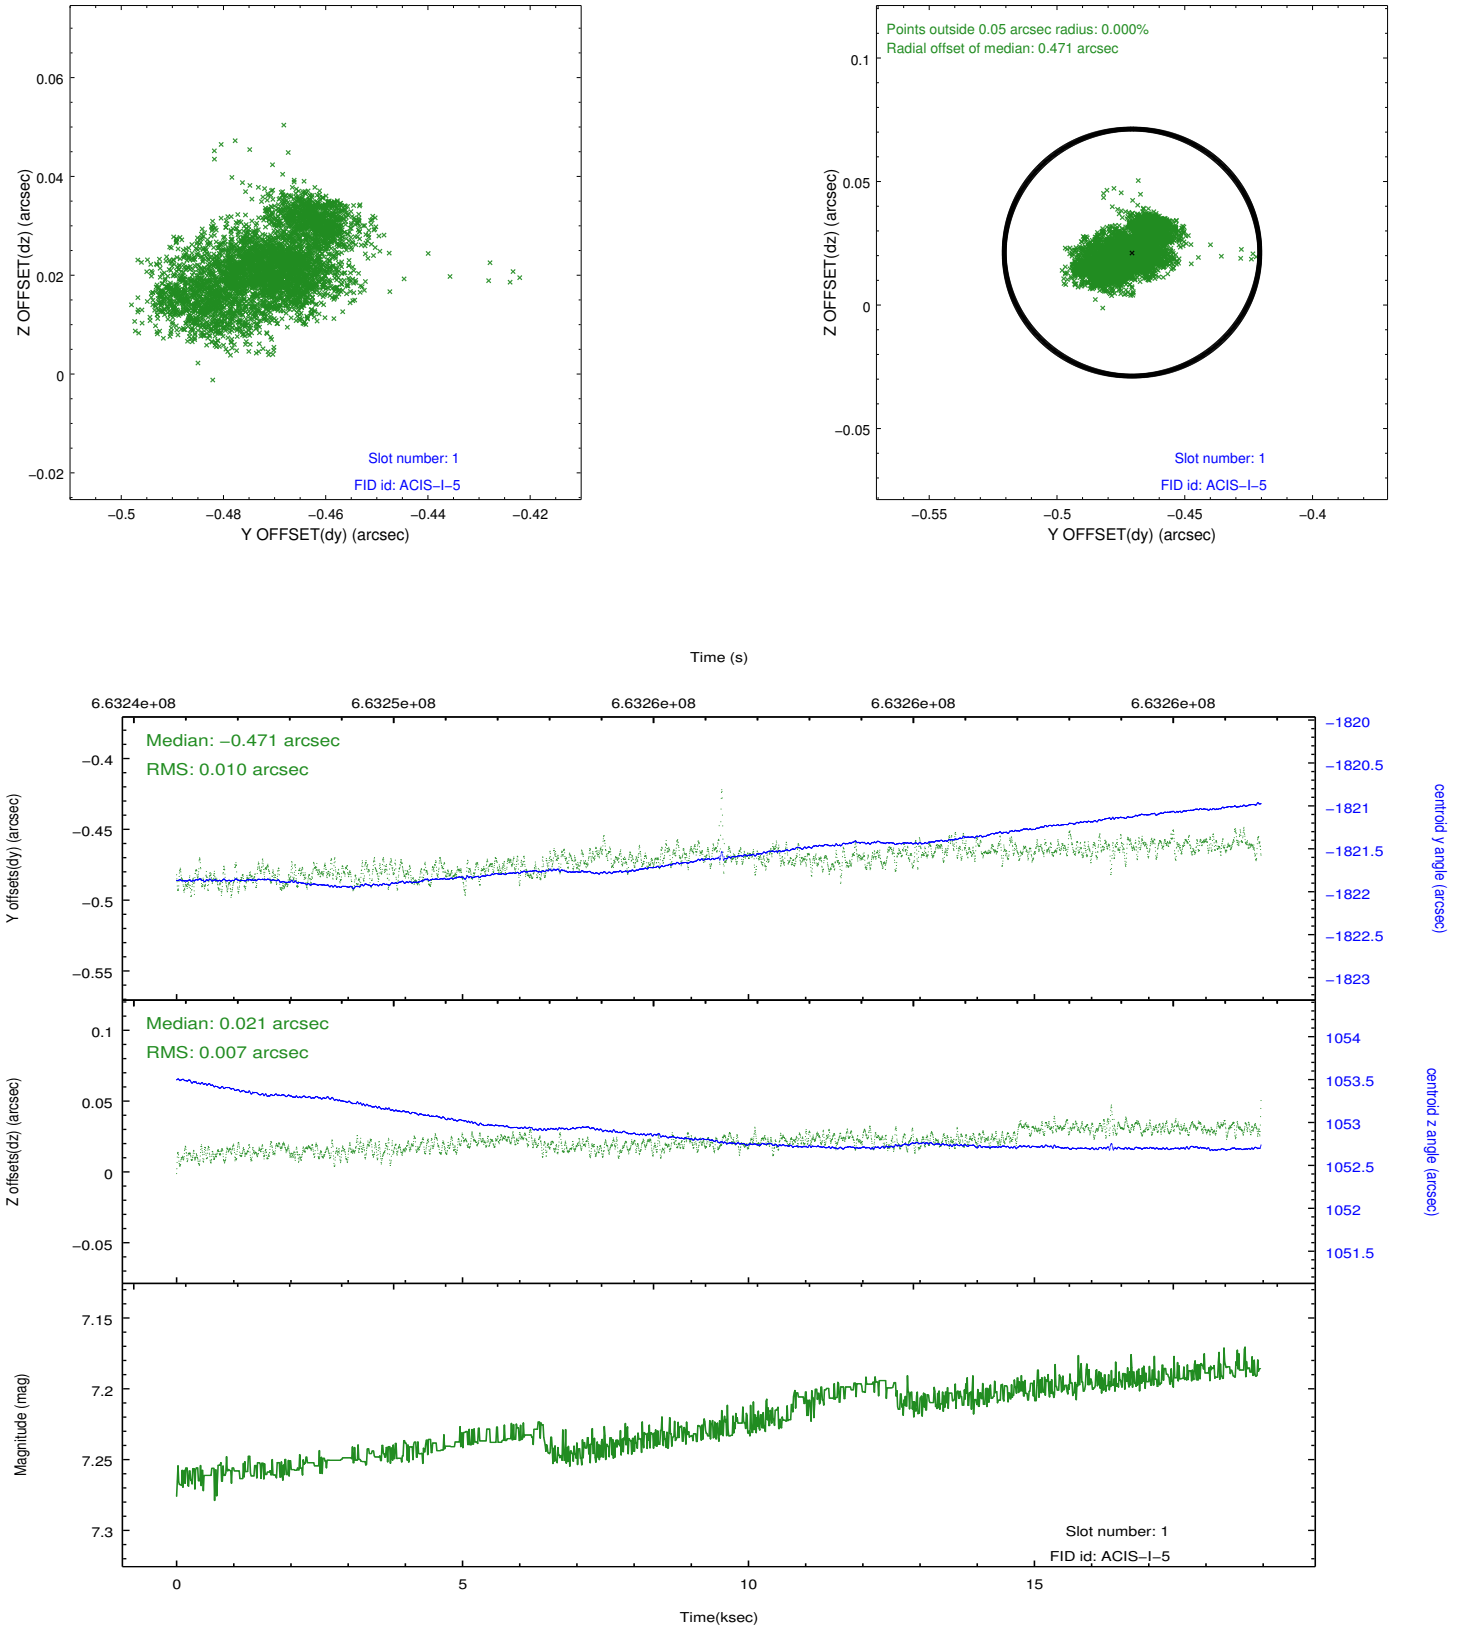 Z OFFSET(dz) (arcsec)
0.06
0.04
0.02
0
−0.02
Slot number: 1
FID id: ACIS−I−5
−0.5 −0.48 −0.46 −0.44 −0.42
Y OFFSET(dy) (arcsec)
Points outside 0.05 arcsec radius: 0.000%
Radial offset of median: 0.471 arcsec
Z OFFSET(dz) (arcsec)
0.1
0.05
0
−0.05
Slot number: 1
FID id: ACIS−I−5
−0.55 −0.5 −0.45 −0.4
Y OFFSET(dy) (arcsec)
Time (s)
6.6324e+08 6.6325e+08 6.6326e+08 6.6326e+08 6.6326e+08
Median: −0.471 arcsec
RMS: 0.010 arcsec
Y offsets(dy) (arcsec)
−0.4
−0.45
−0.5
−0.55
−1820
−1820.5
−1821
−1821.5
−1822
−1822.5
−1823
centroid y angle (arcsec)
Median: 0.021 arcsec
RMS: 0.007 arcsec
Z offsets(dz) (arcsec)
0.1
0.05
0
−0.05
1054
1053.5
1053
1052.5
1052
1051.5
centroid z angle (arcsec)
Magnitude (mag)
7.15
7.2
7.25
7.3
Slot number: 1
FID id: ACIS−I−5
0 5 10 15
Time(ksec)